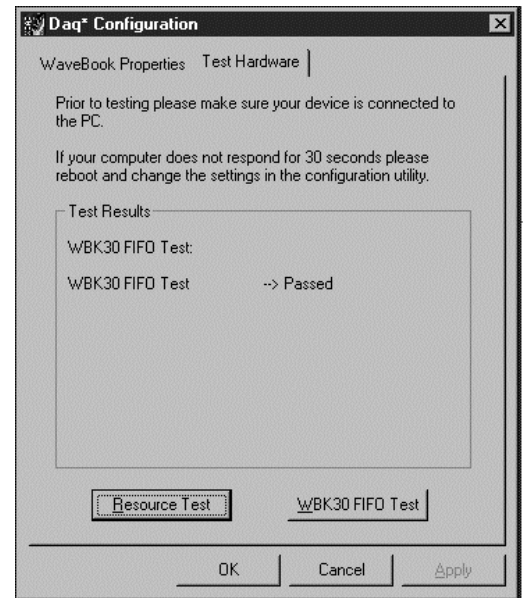 Daq* Configuration
WaveBook Properties Test Hardware
Prior to testing please make sure your device is connected to
the PC.
If your computer does not respond for 30 seconds please
reboot and change the settings in the configuration utility.
Test Results
WBK30 FIFO Test:
WBK30 FIFO Test --> Passed
Resource Test WBK30 FIFO Test
OK Cancel Apply